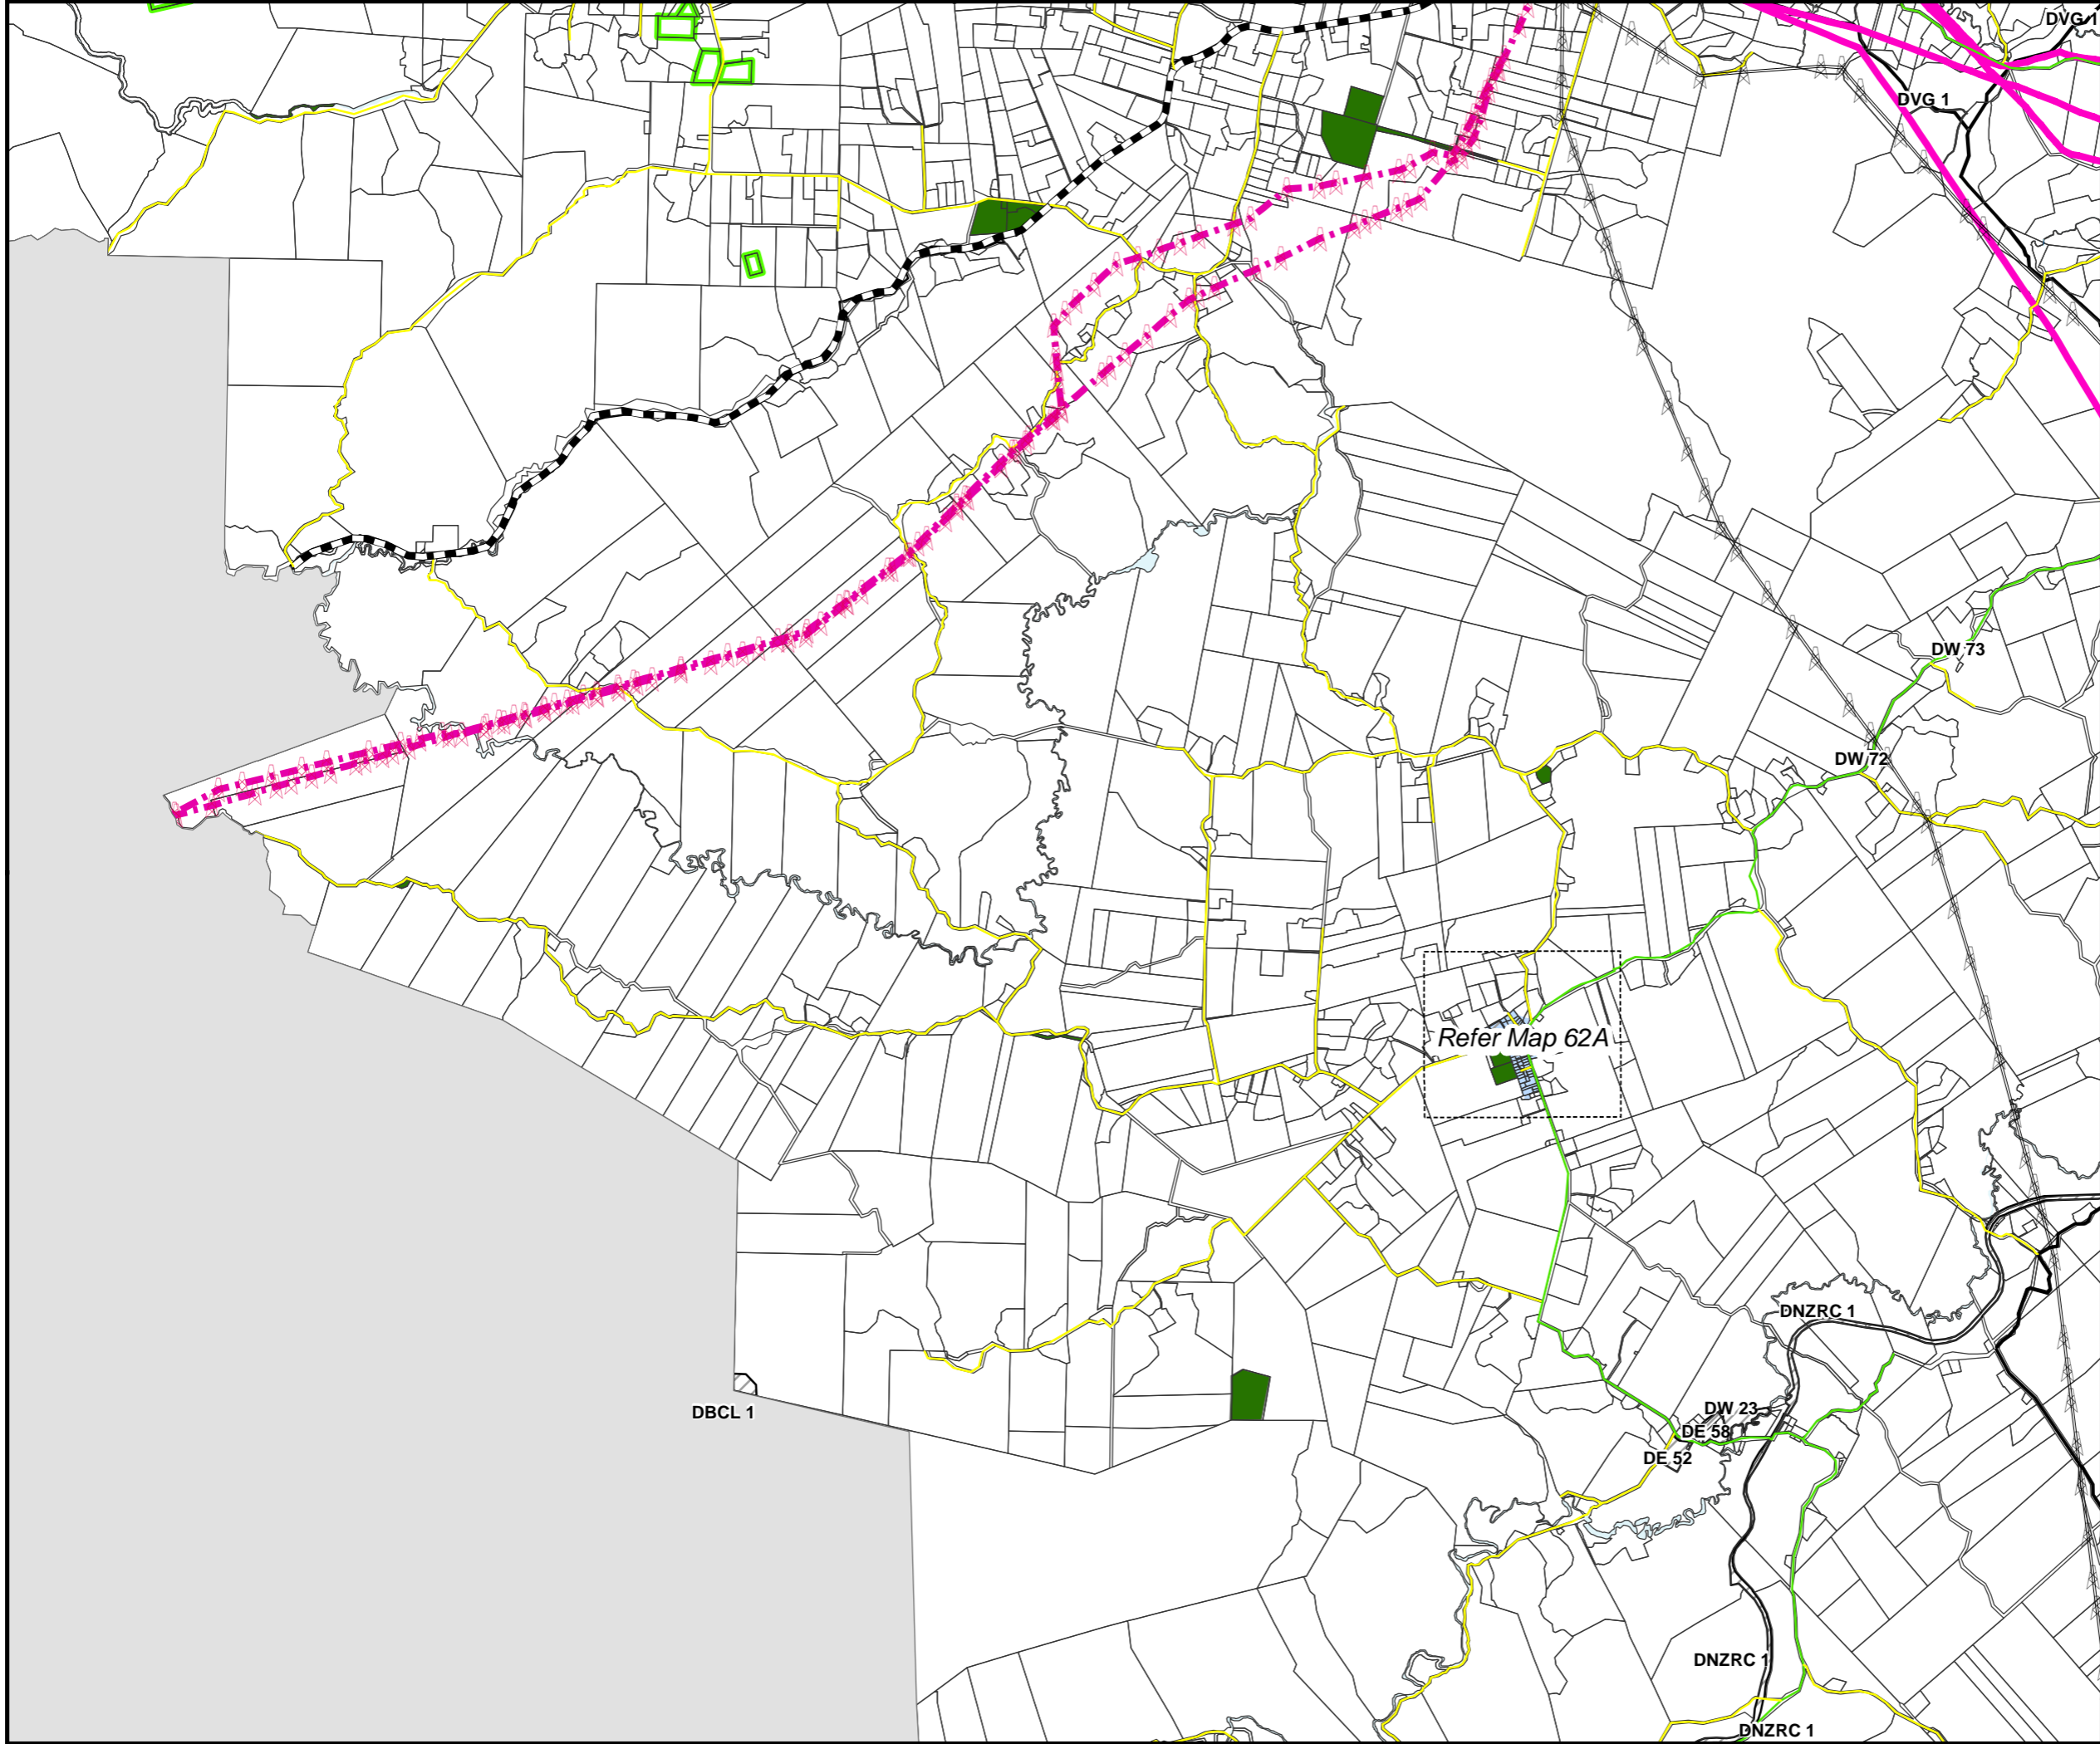 DVG 1
DVG 1
DW 73
DW 72
Refer Map 62A
DNZRC 1
DBCL 1
DW 23
DE 58
DE 52
DNZRC 1
DNZRC 1